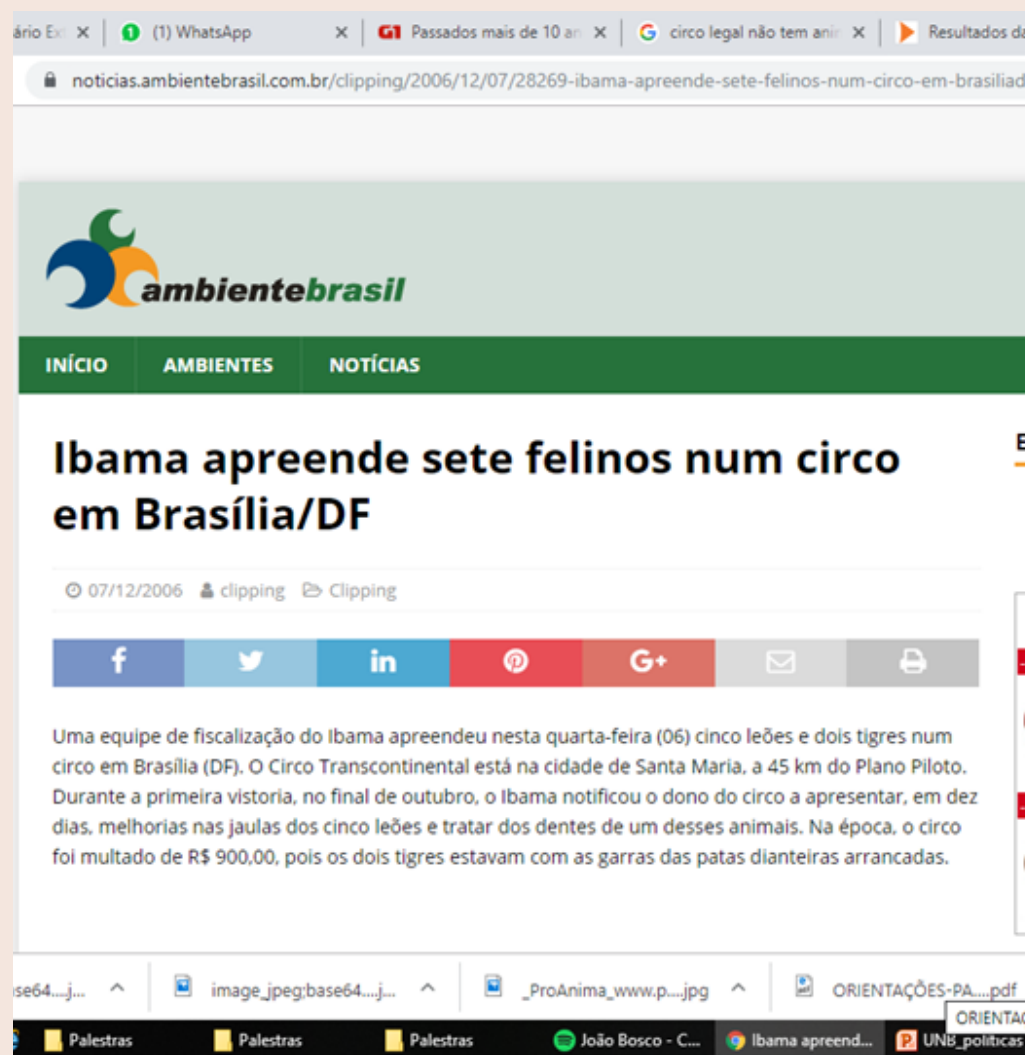 ário Ex
(1) WhatsApp
G1 Passados mais de 10 an
circo legal não tem anim
Resultados da
noticias.ambientebrasil.com.br/clipping/2006/12/07/28269-ibama-apreende-sete-felinos-num-circo-em-brasiliad
ambientebrasil
INÍCIO AMBIENTES NOTÍCIAS
Ibama apreende sete felinos num circo
em Brasília/DF
07/12/2006 clipping Clipping
f in G+
Uma equipe de fiscalização do Ibama apreendeu nesta quarta-feira (06) cinco leões e dois tigres num
circo em Brasília (DF). O Circo Transcontinental está na cidade de Santa Maria, a 45 km do Plano Piloto.
Durante a primeira vistoria, no final de outubro, o Ibama notificou o dono do circo a apresentar, em dez
dias, melhorias nas jaulas dos cinco leões e tratar dos dentes de um desses animais. Na época, o circo
foi multado de R$ 900,00, pois os dois tigres estavam com as garras das patas dianteiras arrancadas.
se64....j... image_jpeg;base64....j... _ProAnima_www.p....jpg ORIENTAÇÕES-PA....pdf
ORIENTAÇ
Palestras Palestras Palestras João Bosco - C... Ibama apreend... UNB_politicas